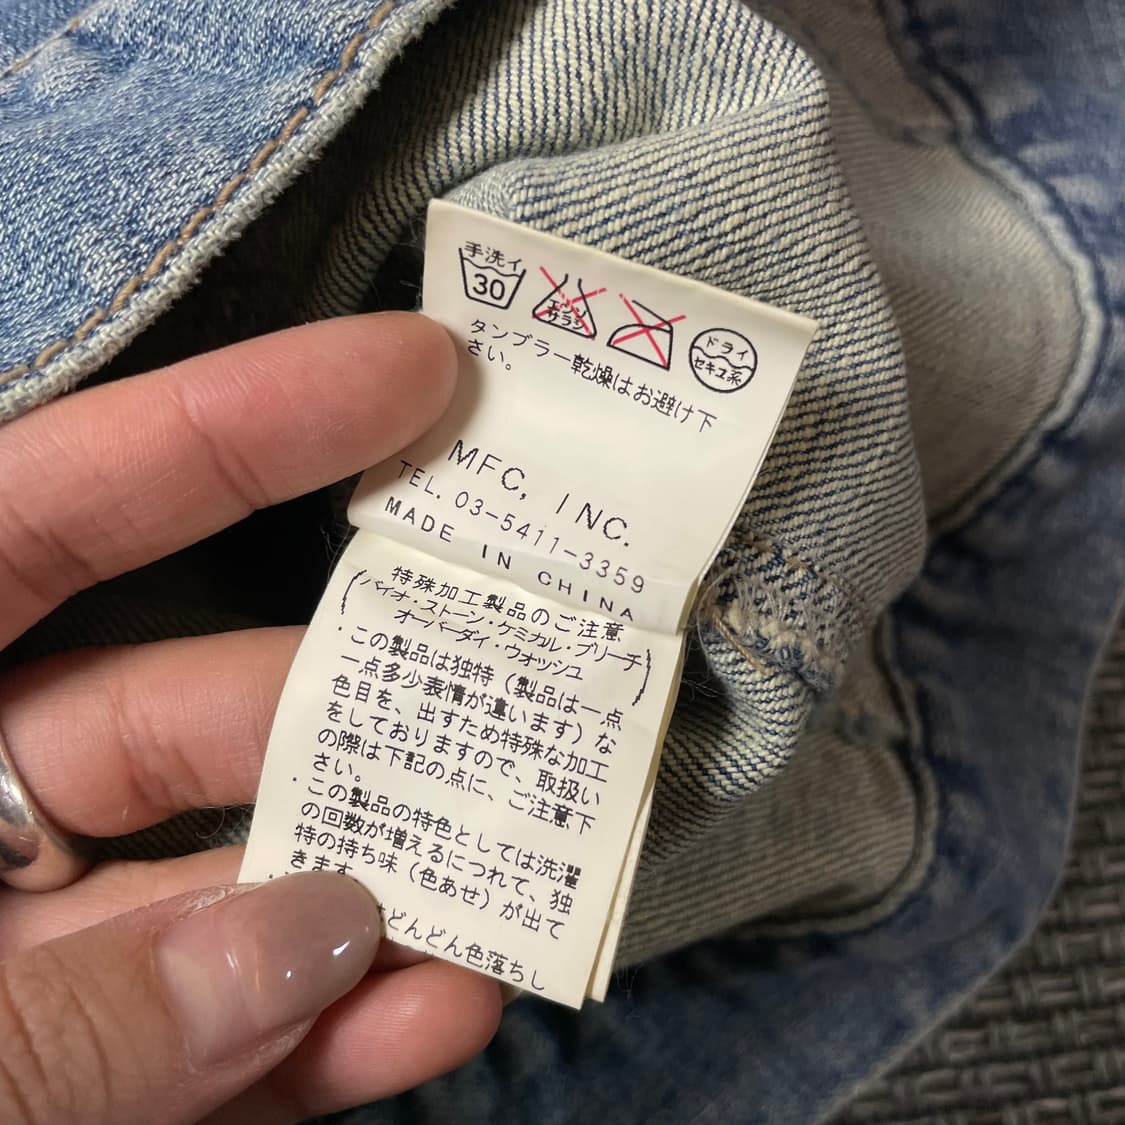 手洗イ
30
エンソ
サラシ
ドライ
セキユ系
タンブラー乾燥はお避け下
さい。
MFC, INC.
TEL. 03-5411-3359
MADE IN CHINA
特殊加工製品のご注意
(バイオ・ストーン・ケミカル・ブリーチ
オーバーダイ・ウォッシュ)
・この製品は独特(製品は一点
一点多少表情が違います)な
色目を、出すため特殊な加工
をしておりますので、取扱い
の際は下記の点に、ご注意下
さい。
・この製品の特色としては洗濯
の回数が増えるにつれて、独
特の持ち味(色あせ)が出て
きます
どんどん色落ちし